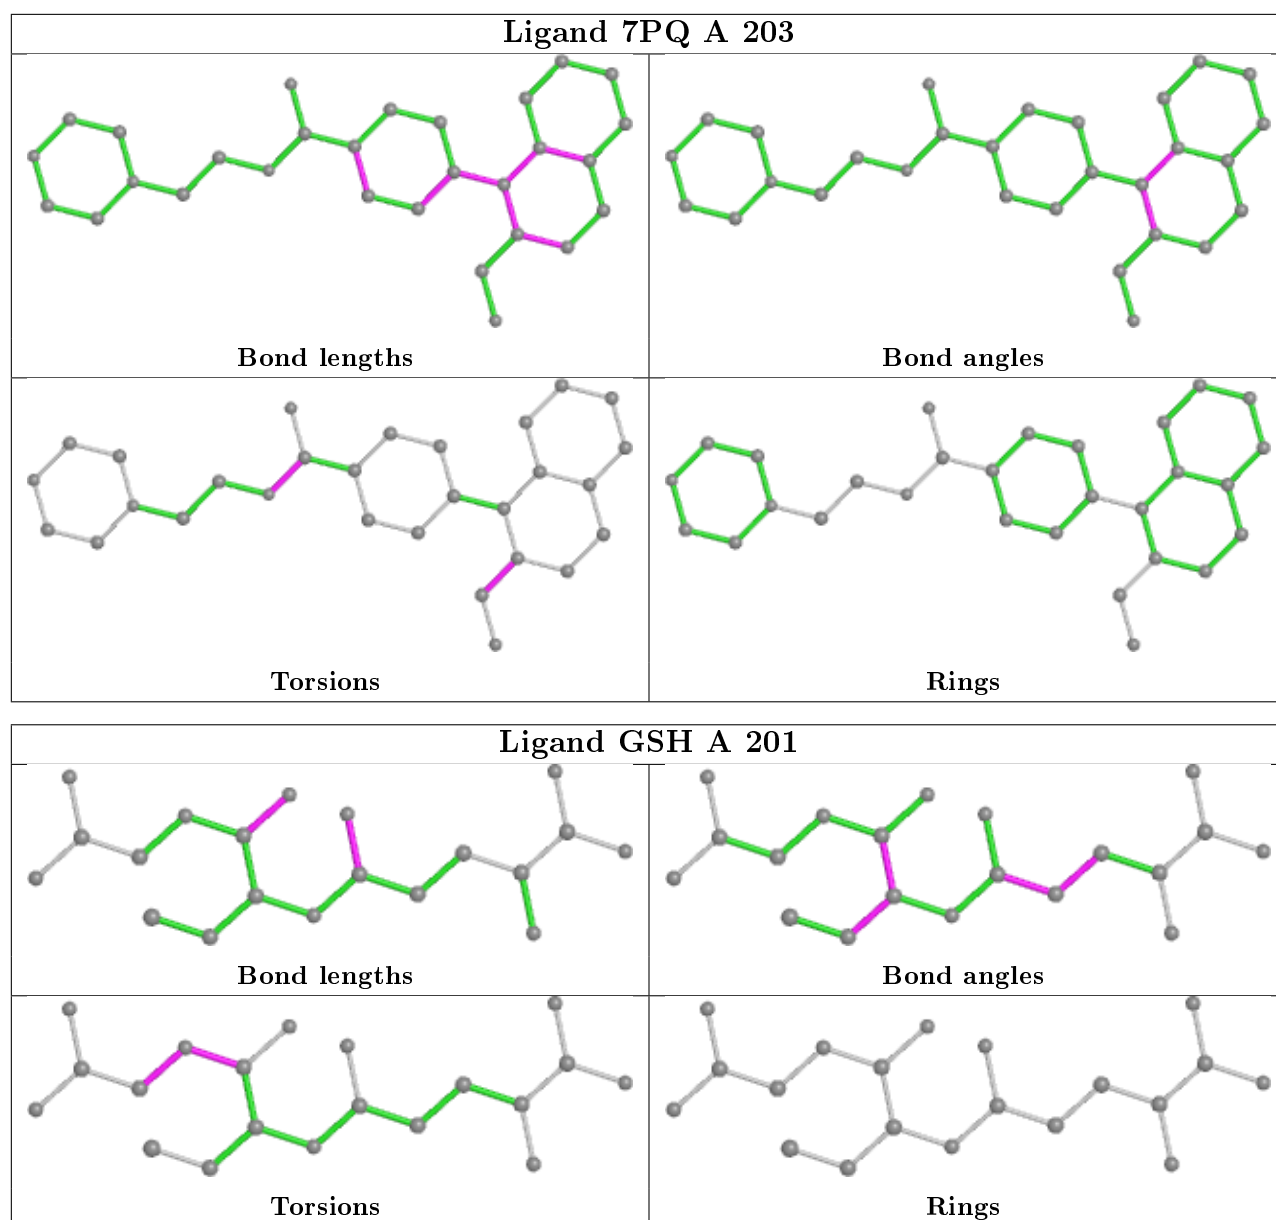 Ligand 7PQ A 203
Bond lengths
Bond angles
Torsions
Rings
Ligand GSH A 201
Bond lengths
Bond angles
Torsions
Rings